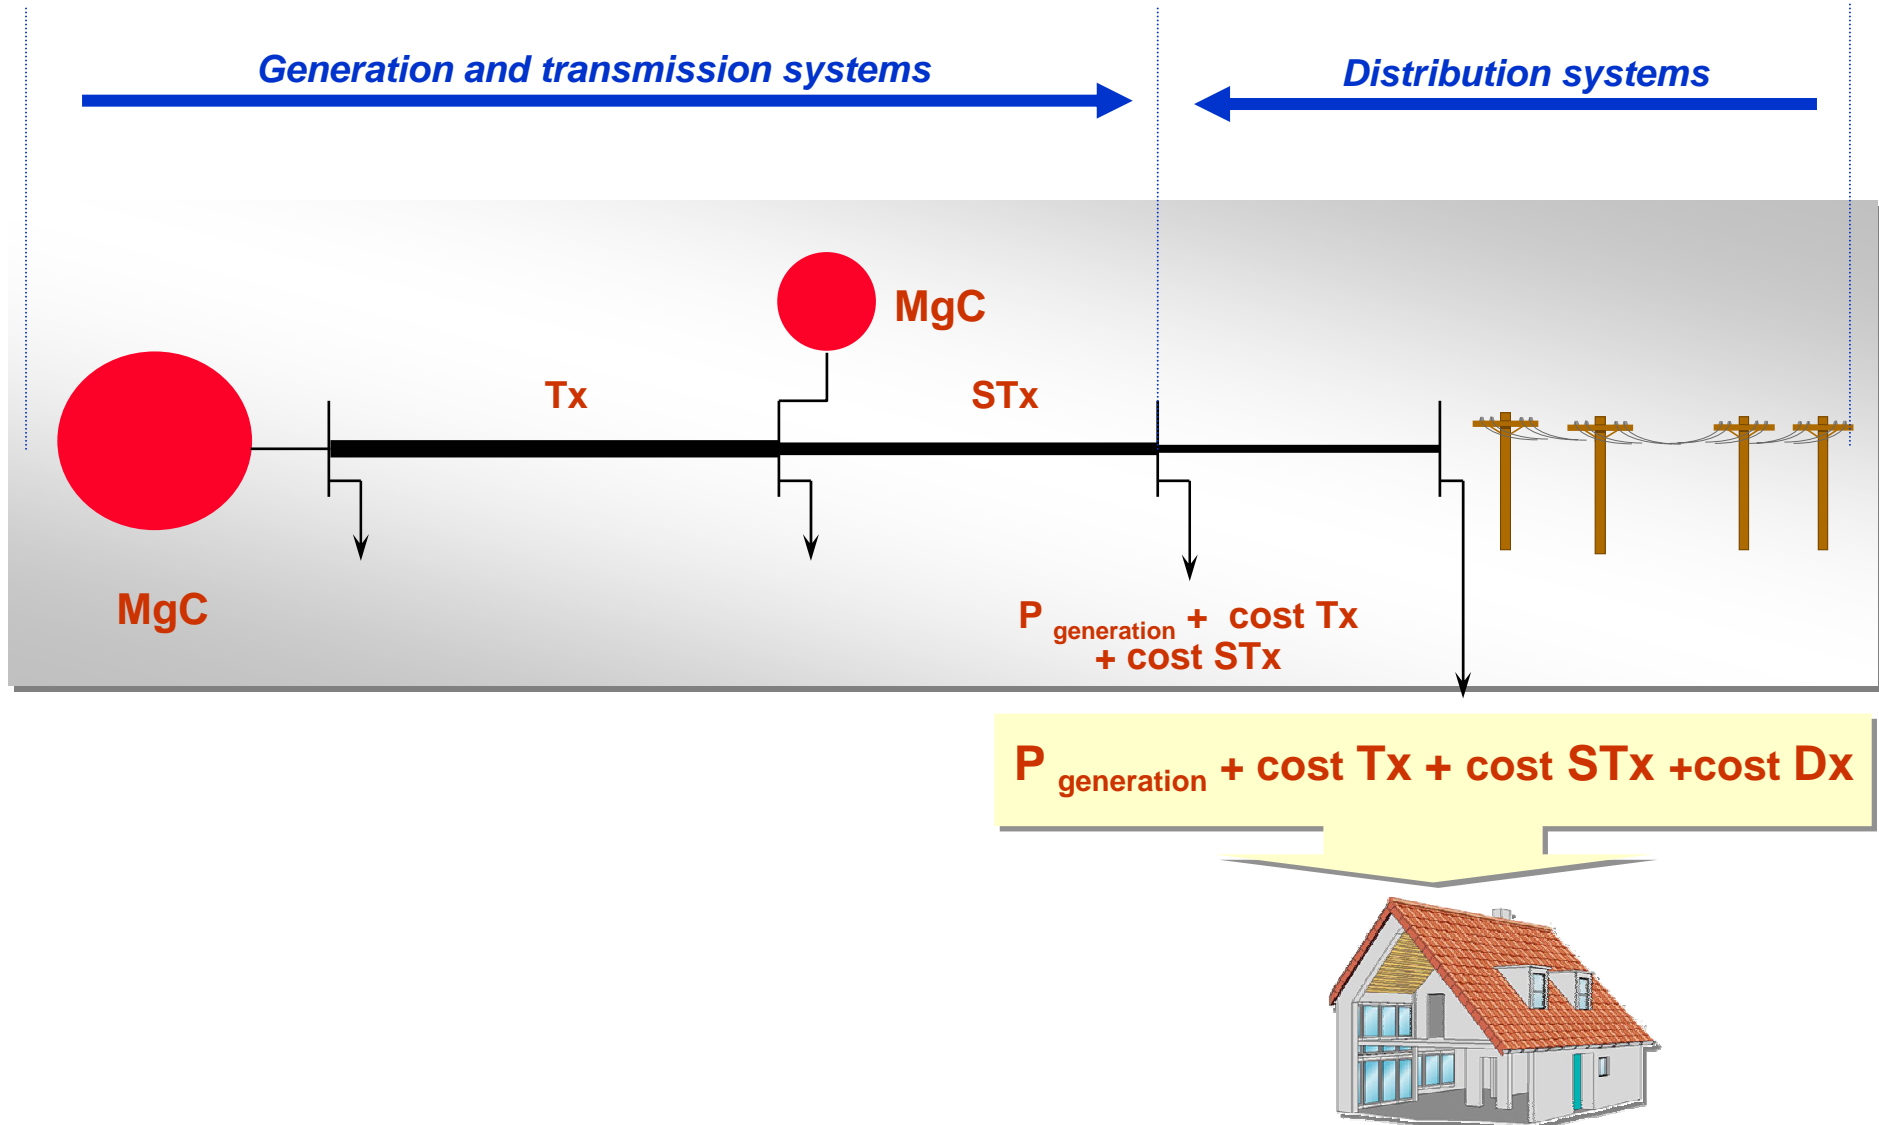 Generation and transmission systems
Distribution systems
MgC
Tx
STx
MgC
P generation + cost Tx
+ cost STx
P generation + cost Tx + cost STx +cost Dx